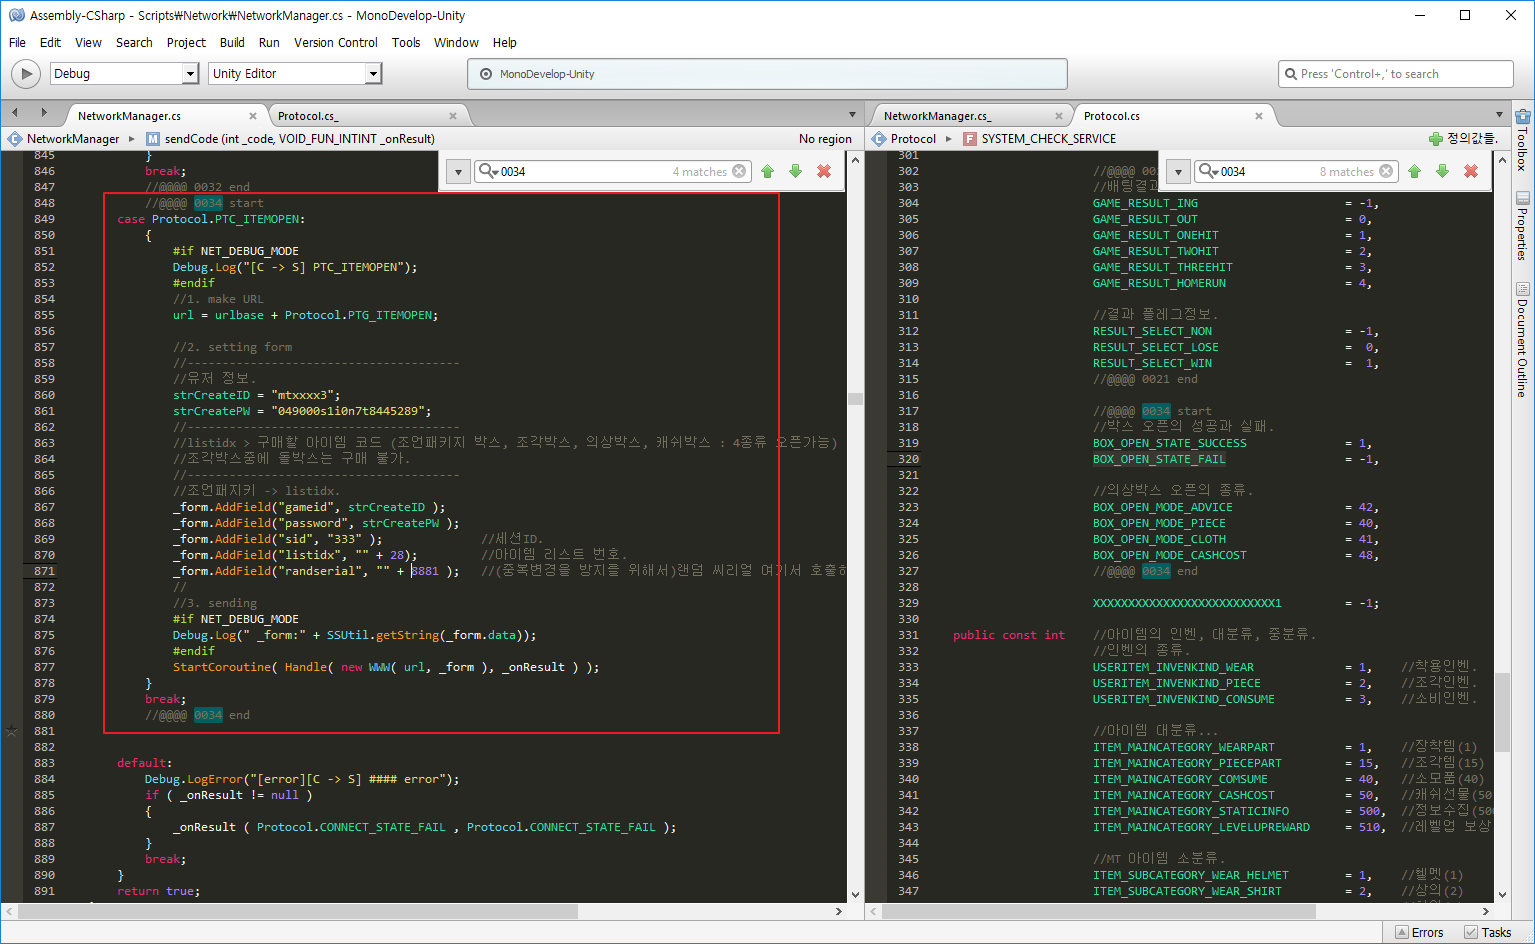 Assembly-CSharp - Scripts₩Network₩NetworkManager.cs - MonoDevelop-Unity
File Edit View Search Project Build Run Version Control Tools Window Help
Debug Unity Editor MonoDevelop-Unity Press 'Control+,' to search
NetworkManager.cs Protocol.cs_
NetworkManager sendCode (int _code, VOID_FUN_INTINT _onResult) No region
0034 4 matches
845 }
846 break;
847 //@@@@ 0032 end
848 //@@@@ 0034 start
849 case Protocol.PTC_ITEMOPEN:
850 {
851 #if NET_DEBUG_MODE
852 Debug.Log("[C -> S] PTC_ITEMOPEN");
853 #endif
854 //1. make URL
855 url = urlbase + Protocol.PTG_ITEMOPEN;
856
857 //2. setting form
858 //---------------------------------------
859 //유저 정보.
860 strCreateID = "mtxxxx3";
861 strCreatePW = "049000s1i0n7t8445289";
862 //---------------------------------------
863 //listidx > 구매할 아이템 코드 (조언패키지 박스, 조각박스, 의상박스, 캐쉬박스 : 4종류 오픈가능)
864 //조각박스중에 돌박스는 구매 불가.
865 //---------------------------------------
866 //조언패지키 -> listidx.
867 _form.AddField("gameid", strCreateID );
868 _form.AddField("password", strCreatePW );
869 _form.AddField("sid", "333" ); //세션ID.
870 _form.AddField("listidx", "" + 28); //아이템 리스트 번호.
871 _form.AddField("randserial", "" + 8881 ); //(중복변경을 방지를 위해서)랜덤 씨리얼 여기서 호출
872 //
873 //3. sending
874 #if NET_DEBUG_MODE
875 Debug.Log(" _form:" + SSUtil.getString(_form.data));
876 #endif
877 StartCoroutine( Handle( new WWW( url, _form ), _onResult ) );
878 }
879 break;
880 //@@@@ 0034 end
881
882
883 default:
884 Debug.LogError("[error][C -> S] #### error");
885 if ( _onResult != null )
886 {
887 _onResult ( Protocol.CONNECT_STATE_FAIL , Protocol.CONNECT_STATE_FAIL );
888 }
889 break;
890 }
891 return true;
NetworkManager.cs_ Protocol.cs
Protocol SYSTEM_CHECK_SERVICE 정의값들.
0034 8 matches
301
302 //@@@@ 00
303 //배팅결과
304 GAME_RESULT_ING = -1,
305 GAME_RESULT_OUT = 0,
306 GAME_RESULT_ONEHIT = 1,
307 GAME_RESULT_TWOHIT = 2,
308 GAME_RESULT_THREEHIT = 3,
309 GAME_RESULT_HOMERUN = 4,
310
311 //결과 플레그정보.
312 RESULT_SELECT_NON = -1,
313 RESULT_SELECT_LOSE = 0,
314 RESULT_SELECT_WIN = 1,
315 //@@@@ 0021 end
316
317 //@@@@ 0034 start
318 //박스 오픈의 성공과 실패.
319 BOX_OPEN_STATE_SUCCESS = 1,
320 BOX_OPEN_STATE_FAIL = -1,
321
322 //의상박스 오픈의 종류.
323 BOX_OPEN_MODE_ADVICE = 42,
324 BOX_OPEN_MODE_PIECE = 40,
325 BOX_OPEN_MODE_CLOTH = 41,
326 BOX_OPEN_MODE_CASHCOST = 48,
327 //@@@@ 0034 end
328
329 XXXXXXXXXXXXXXXXXXXXXXXXXX1 = -1;
330
331 public const int //아이템의 인벤, 대분류, 중분류.
332 //인벤의 종류.
333 USERITEM_INVENKIND_WEAR = 1, //착용인벤.
334 USERITEM_INVENKIND_PIECE = 2, //조각인벤.
335 USERITEM_INVENKIND_CONSUME = 3, //소비인벤.
336
337 //아이템 대분류...
338 ITEM_MAINCATEGORY_WEARPART = 1, //장착템(1)
339 ITEM_MAINCATEGORY_PIECEPART = 15, //조각템(15)
340 ITEM_MAINCATEGORY_COMSUME = 40, //소모품(40)
341 ITEM_MAINCATEGORY_CASHCOST = 50, //캐쉬선물(50
342 ITEM_MAINCATEGORY_STATICINFO = 500, //정보수집(50
343 ITEM_MAINCATEGORY_LEVELUPREWARD = 510, //레벨업 보상
344
345 //MT 아이템 소분류.
346 ITEM_SUBCATEGORY_WEAR_HELMET = 1, //헬멧(1)
347 ITEM_SUBCATEGORY_WEAR_SHIRT = 2, //상의(2)
Toolbox
Properties
Document Outline
Errors Tasks